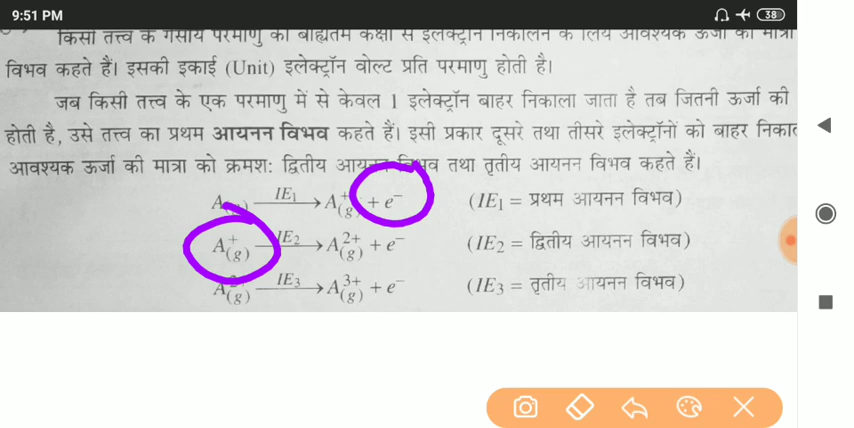 9:51 PM
38
किसी तत्त्व के गैसीय परमाणु की बाह्यतम कक्षा से इलेक्ट्रॉन निकालने के लिये आवश्यक ऊर्जा की मात्रा
विभव कहते हैं। इसकी इकाई (Unit) इलेक्ट्रॉन वोल्ट प्रति परमाणु होती है।
जब किसी तत्त्व के एक परमाणु में से केवल 1 इलेक्ट्रॉन बाहर निकाला जाता है तब जितनी ऊर्जा की
होती है, उसे तत्त्व का प्रथम आयनन विभव कहते हैं। इसी प्रकार दूसरे तथा तीसरे इलेक्ट्रॉनों को बाहर
आवश्यक ऊर्जा की मात्रा को क्रमश: द्वितीय आयनन विभव तथा तृतीय आयनन विभव कहते हैं।
A(g) —IE₁→ A⁺(g) + e⁻ (IE₁ = प्रथम आयनन विभव)
A⁺(g) —IE₂→ A²⁺(g) + e⁻ (IE₂ = द्वितीय आयनन विभव)
A²⁺(g) —IE₃→ A³⁺(g) + e⁻ (IE₃ = तृतीय आयनन विभव)